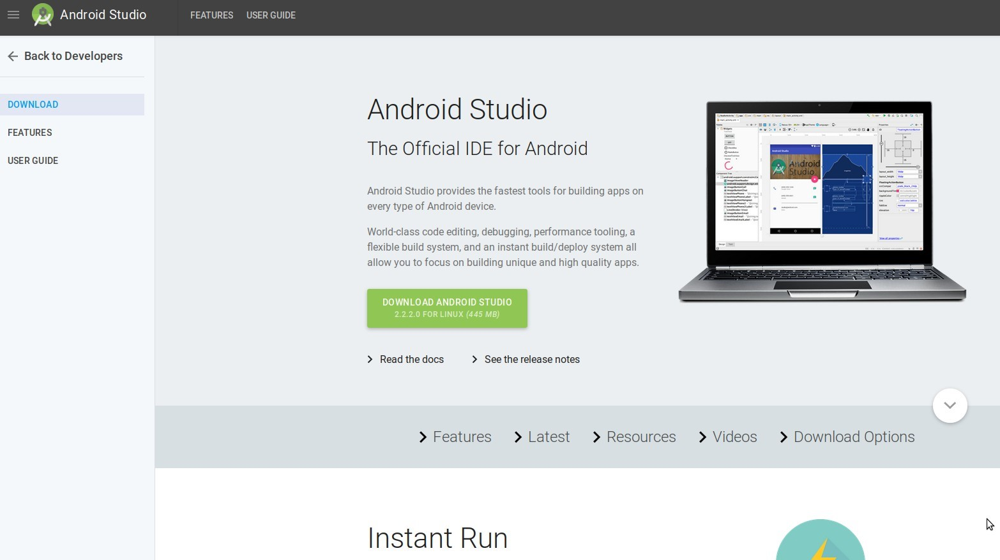 Android Studio
FEATURES
USER GUIDE
Back to Developers
DOWNLOAD
FEATURES
USER GUIDE
Android Studio
The Official IDE for Android
Android Studio provides the fastest tools for building apps on
every type of Android device.
World-class code editing, debugging, performance tooling, a
flexible build system, and an instant build/deploy system all
allow you to focus on building unique and high quality apps.
DOWNLOAD ANDROID STUDIO
2.2.2.0 FOR LINUX (445 MB)
Read the docs
See the release notes
Android Studio
Android
Studio
Features
Latest
Resources
Videos
Download Options
Instant Run